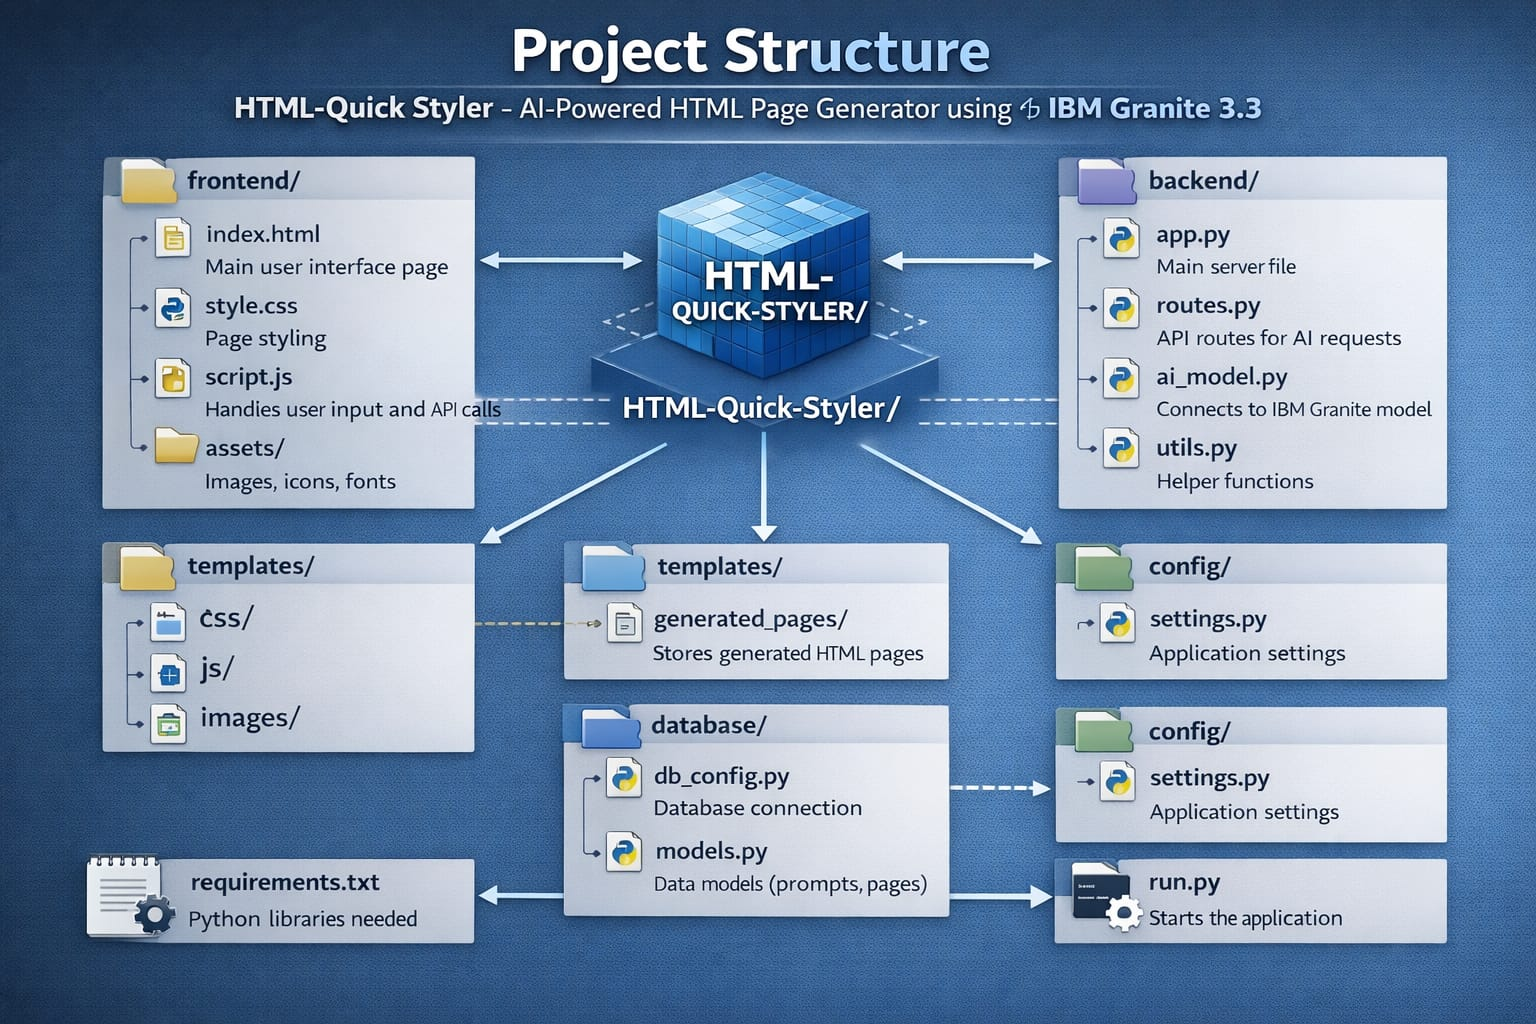 Project Structure
HTML-Quick Styler – AI-Powered HTML Page Generator using IBM Granite 3.3
frontend/
index.html
Main user interface page
style.css
Page styling
script.js
Handles user input and API calls
assets/
Images, icons, fonts
HTML-
QUICK-STYLER/
HTML-Quick-Styler/
backend/
app.py
Main server file
routes.py
API routes for AI requests
ai_model.py
Connects to IBM Granite model
utils.py
Helper functions
templates/
css/
js/
images/
templates/
generated_pages/
Stores generated HTML pages
config/
settings.py
Application settings
database/
db_config.py
Database connection
models.py
Data models (prompts, pages)
config/
settings.py
Application settings
requirements.txt
Python libraries needed
run.py
Starts the application